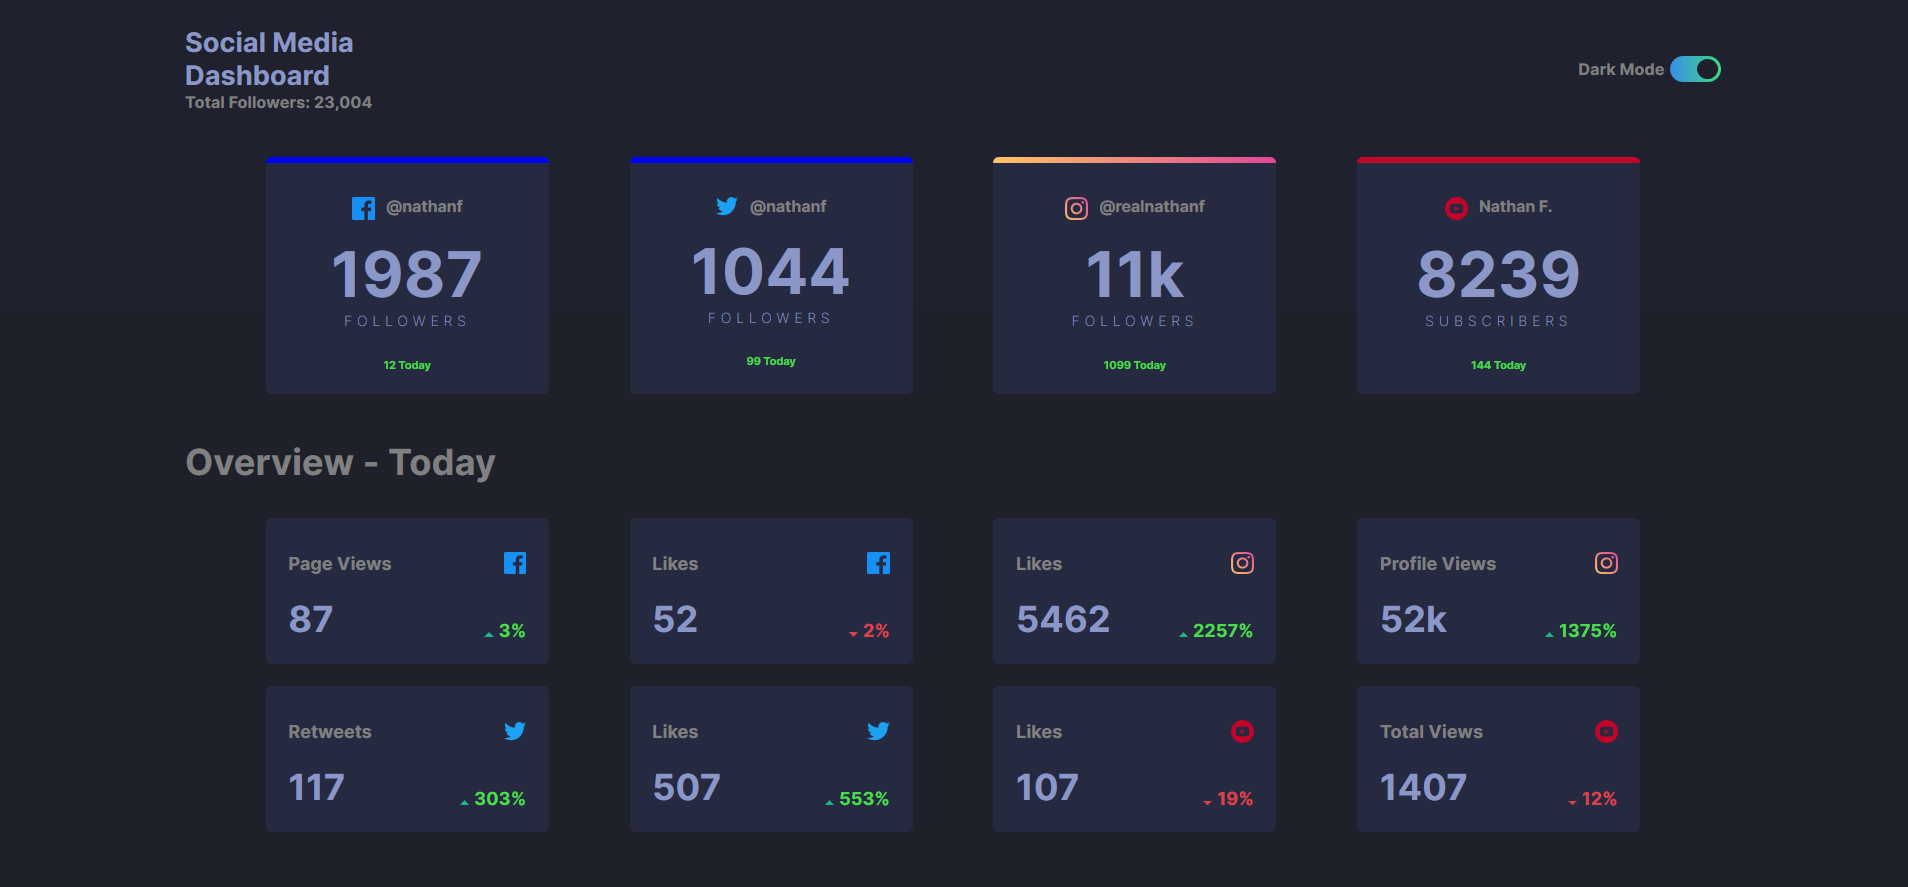 Social Media
Dashboard
Total Followers: 23,004
Dark Mode
@nathanf
1987
FOLLOWERS
12 Today
@nathanf
1044
FOLLOWERS
99 Today
@realnathanf
11k
FOLLOWERS
1099 Today
Nathan F.
8239
SUBSCRIBERS
144 Today
Overview - Today
Page Views
87
3%
Likes
52
2%
Likes
5462
2257%
Profile Views
52k
1375%
Retweets
117
303%
Likes
507
553%
Likes
107
19%
Total Views
1407
12%